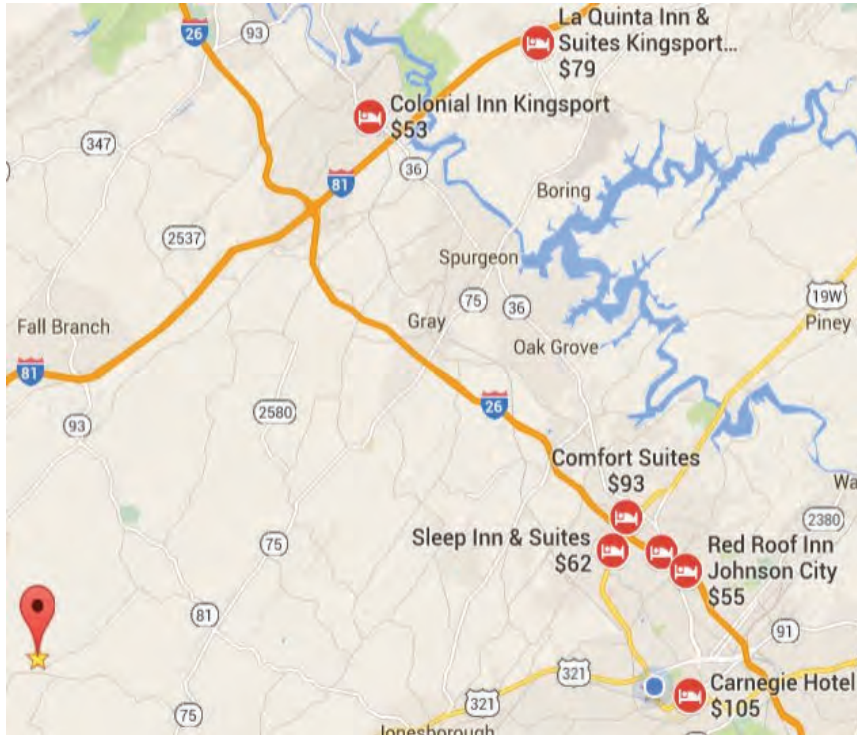 La Quinta Inn &
Suites Kingsport...
$79
26
93
Colonial Inn Kingsport
$53
347
36
81
Boring
2537
Spurgeon
19W
75
36
Piney
Fall Branch
Gray
Oak Grove
81
26
2580
93
Comfort Suites
$93
Wa
2380
Sleep Inn & Suites
$62
Red Roof Inn
Johnson City
$55
75
81
91
321
321
Carnegie Hotel
$105
75
Jonesborough